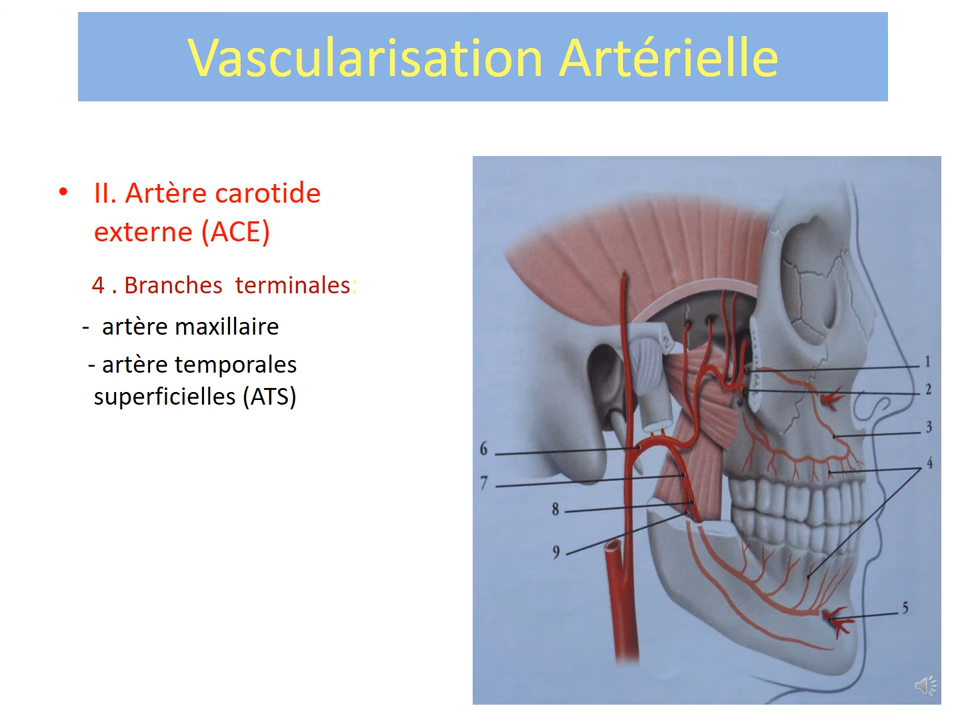 Vascularisation Artérielle
• II. Artère carotide
externe (ACE)
4 . Branches terminales:
- artère maxillaire
- artère temporales
superficielles (ATS)
1
2
3
4
5
6
7
8
9